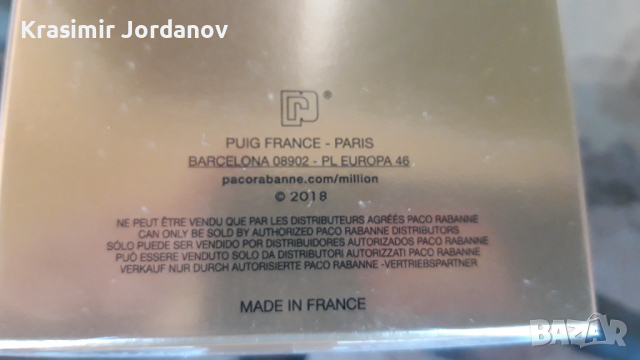 Krasimir Jordanov
PUIG FRANCE - PARIS
BARCELONA 08902 - PL EUROPA 46
pacorabanne.com/million
© 2018
NE PEUT ÊTRE VENDU QUE PAR LES DISTRIBUTEURS AGRÉÉS PACO RABANNE
CAN ONLY BE SOLD BY AUTHORIZED PACO RABANNE DISTRIBUTORS
SÓLO PUEDE SER VENDIDO POR DISTRIBUIDORES AUTORIZADOS PACO RABANNE
PUÒ ESSERE VENDUTO SOLO DA DISTRIBUTORI AUTORIZZATI PACO RABANNE
VERKAUF NUR DURCH AUTORISIERTE PACO RABANNE -VERTRIEBSPARTNER
MADE IN FRANCE
BAZAR